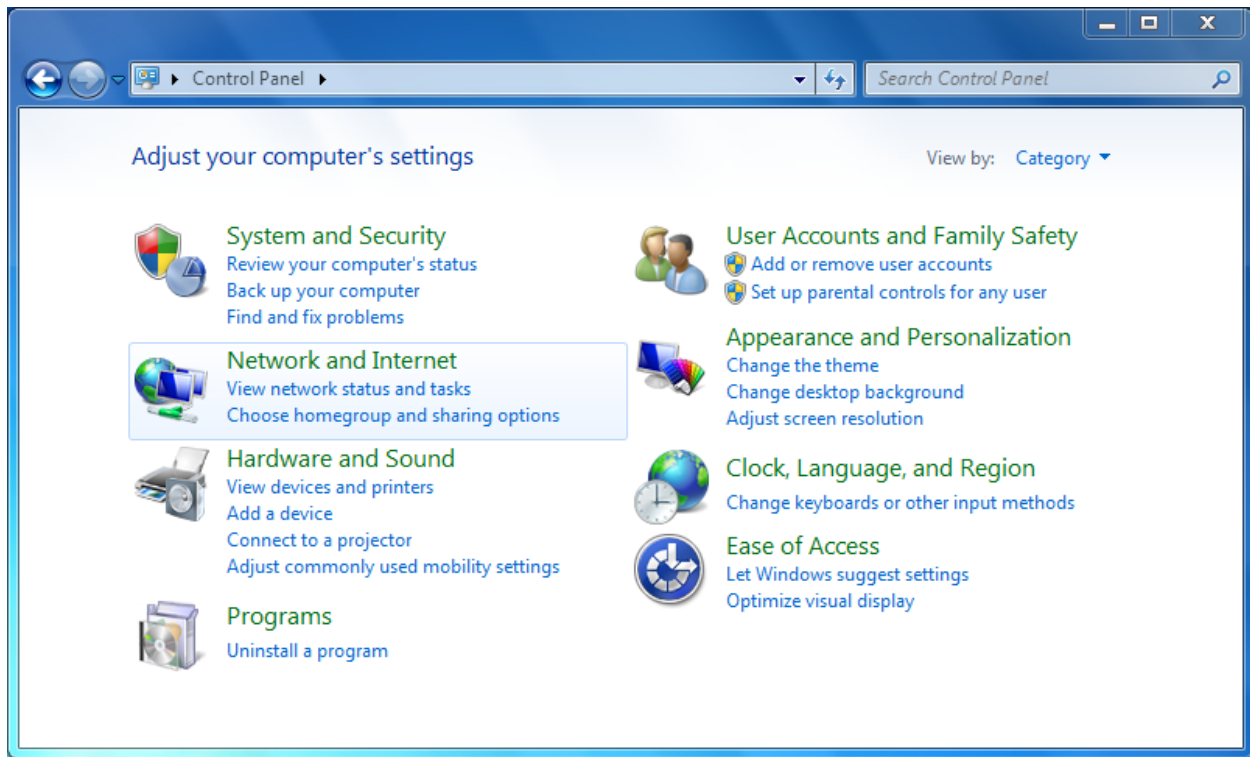 Control Panel
Search Control Panel
Adjust your computer's settings
View by: Category
System and Security
Review your computer's status
Back up your computer
Find and fix problems
Network and Internet
View network status and tasks
Choose homegroup and sharing options
Hardware and Sound
View devices and printers
Add a device
Connect to a projector
Adjust commonly used mobility settings
Programs
Uninstall a program
User Accounts and Family Safety
Add or remove user accounts
Set up parental controls for any user
Appearance and Personalization
Change the theme
Change desktop background
Adjust screen resolution
Clock, Language, and Region
Change keyboards or other input methods
Ease of Access
Let Windows suggest settings
Optimize visual display